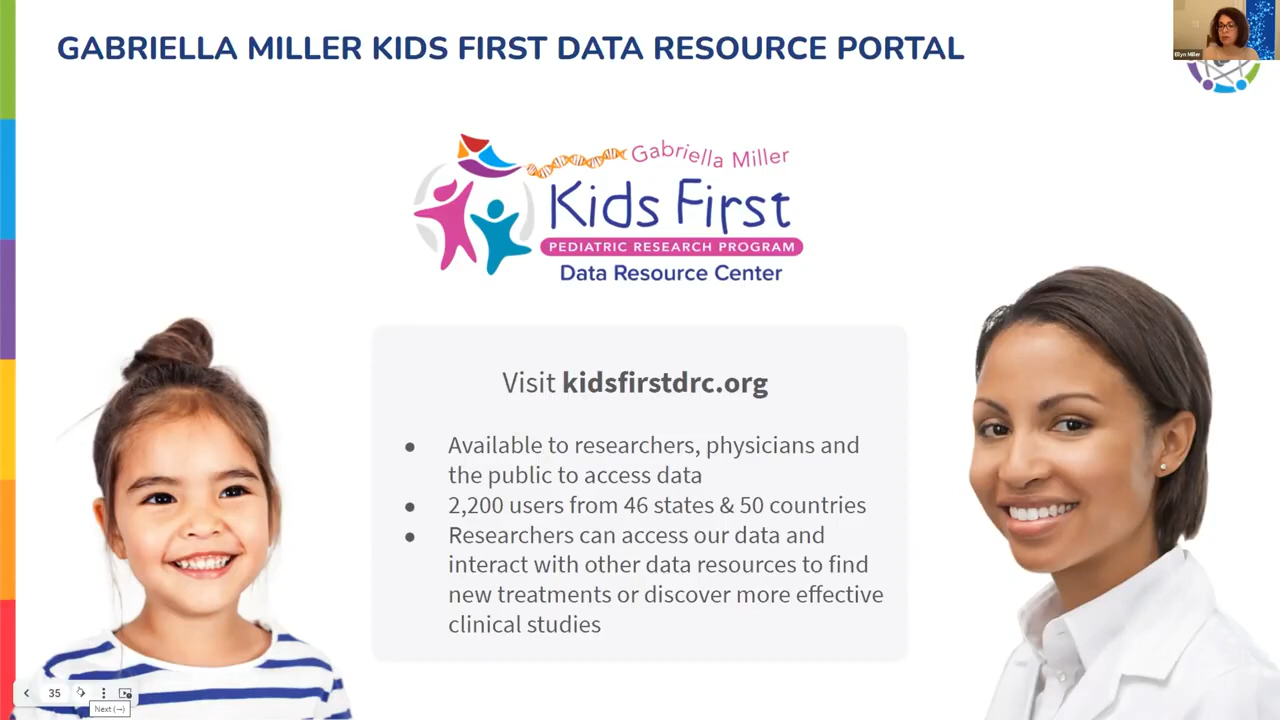 GABRIELLA MILLER KIDS FIRST DATA RESOURCE PORTAL
Ellyn Miller
Gabriella Miller
Kids First
PEDIATRIC RESEARCH PROGRAM
Data Resource Center
Visit kidsfirstdrc.org
● Available to researchers, physicians and
the public to access data
● 2,200 users from 46 states & 50 countries
● Researchers can access our data and
interact with other data resources to find
new treatments or discover more effective
clinical studies
35
Next (→)